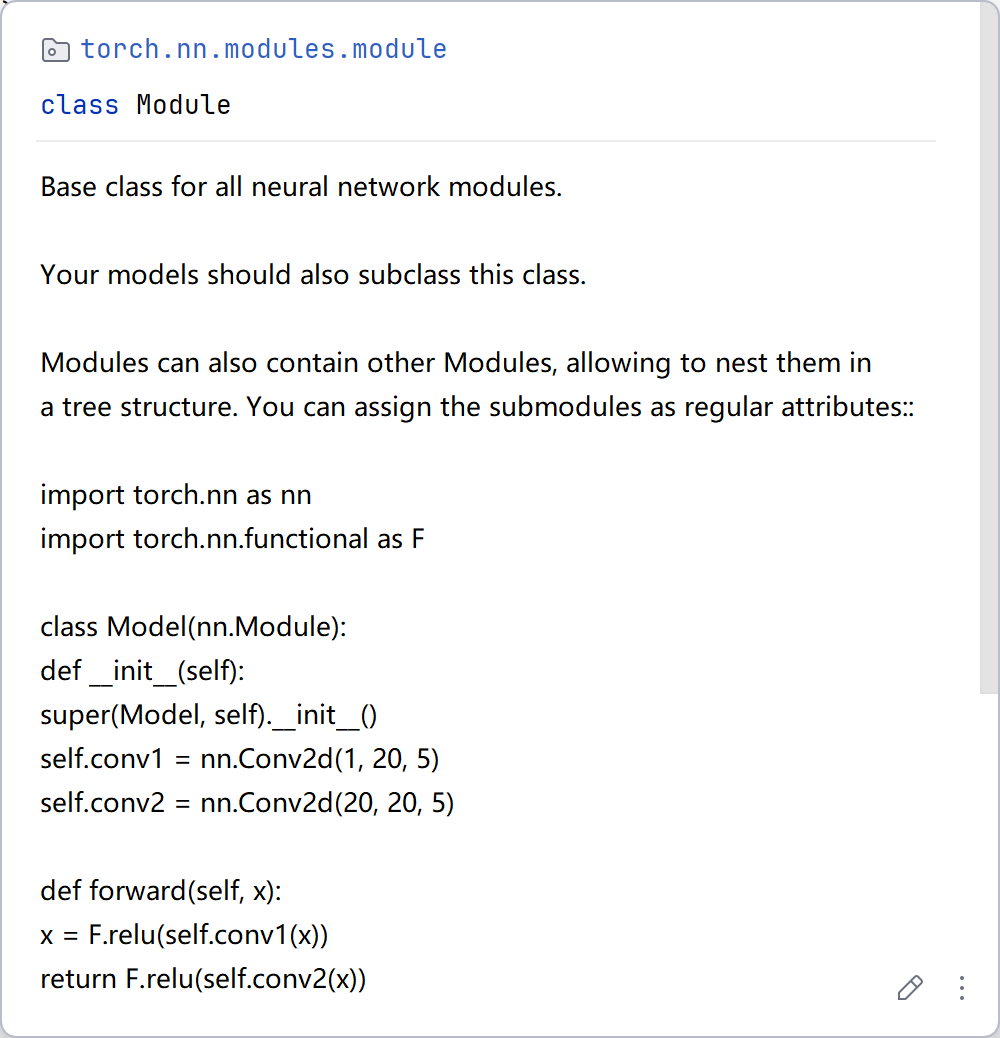 torch.nn.modules.module
class Module
Base class for all neural network modules.
Your models should also subclass this class.
Modules can also contain other Modules, allowing to nest them in
a tree structure. You can assign the submodules as regular attributes::
import torch.nn as nn
import torch.nn.functional as F
class Model(nn.Module):
def __init__(self):
super(Model, self).__init__()
self.conv1 = nn.Conv2d(1, 20, 5)
self.conv2 = nn.Conv2d(20, 20, 5)
def forward(self, x):
x = F.relu(self.conv1(x))
return F.relu(self.conv2(x))